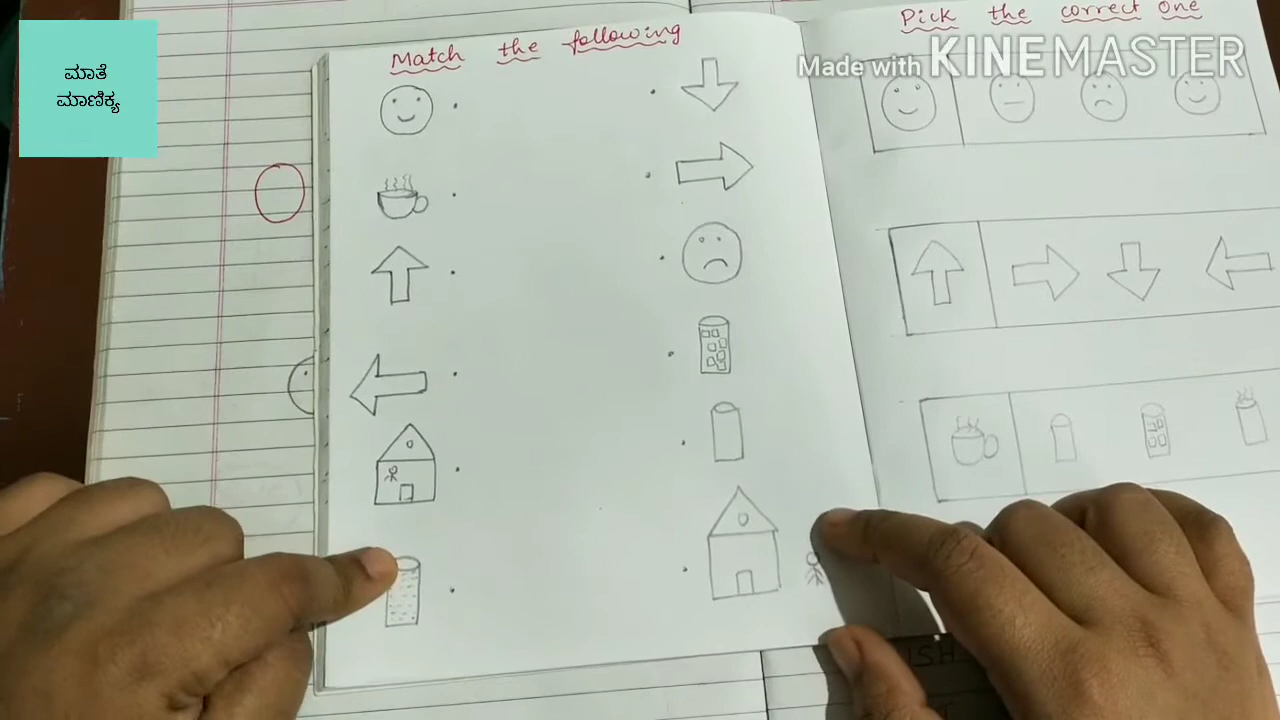 ಮಾತೆ
ಮಾಣಿಕ್ಯ
Match the following
Pick the correct one
Made with KINEMASTER